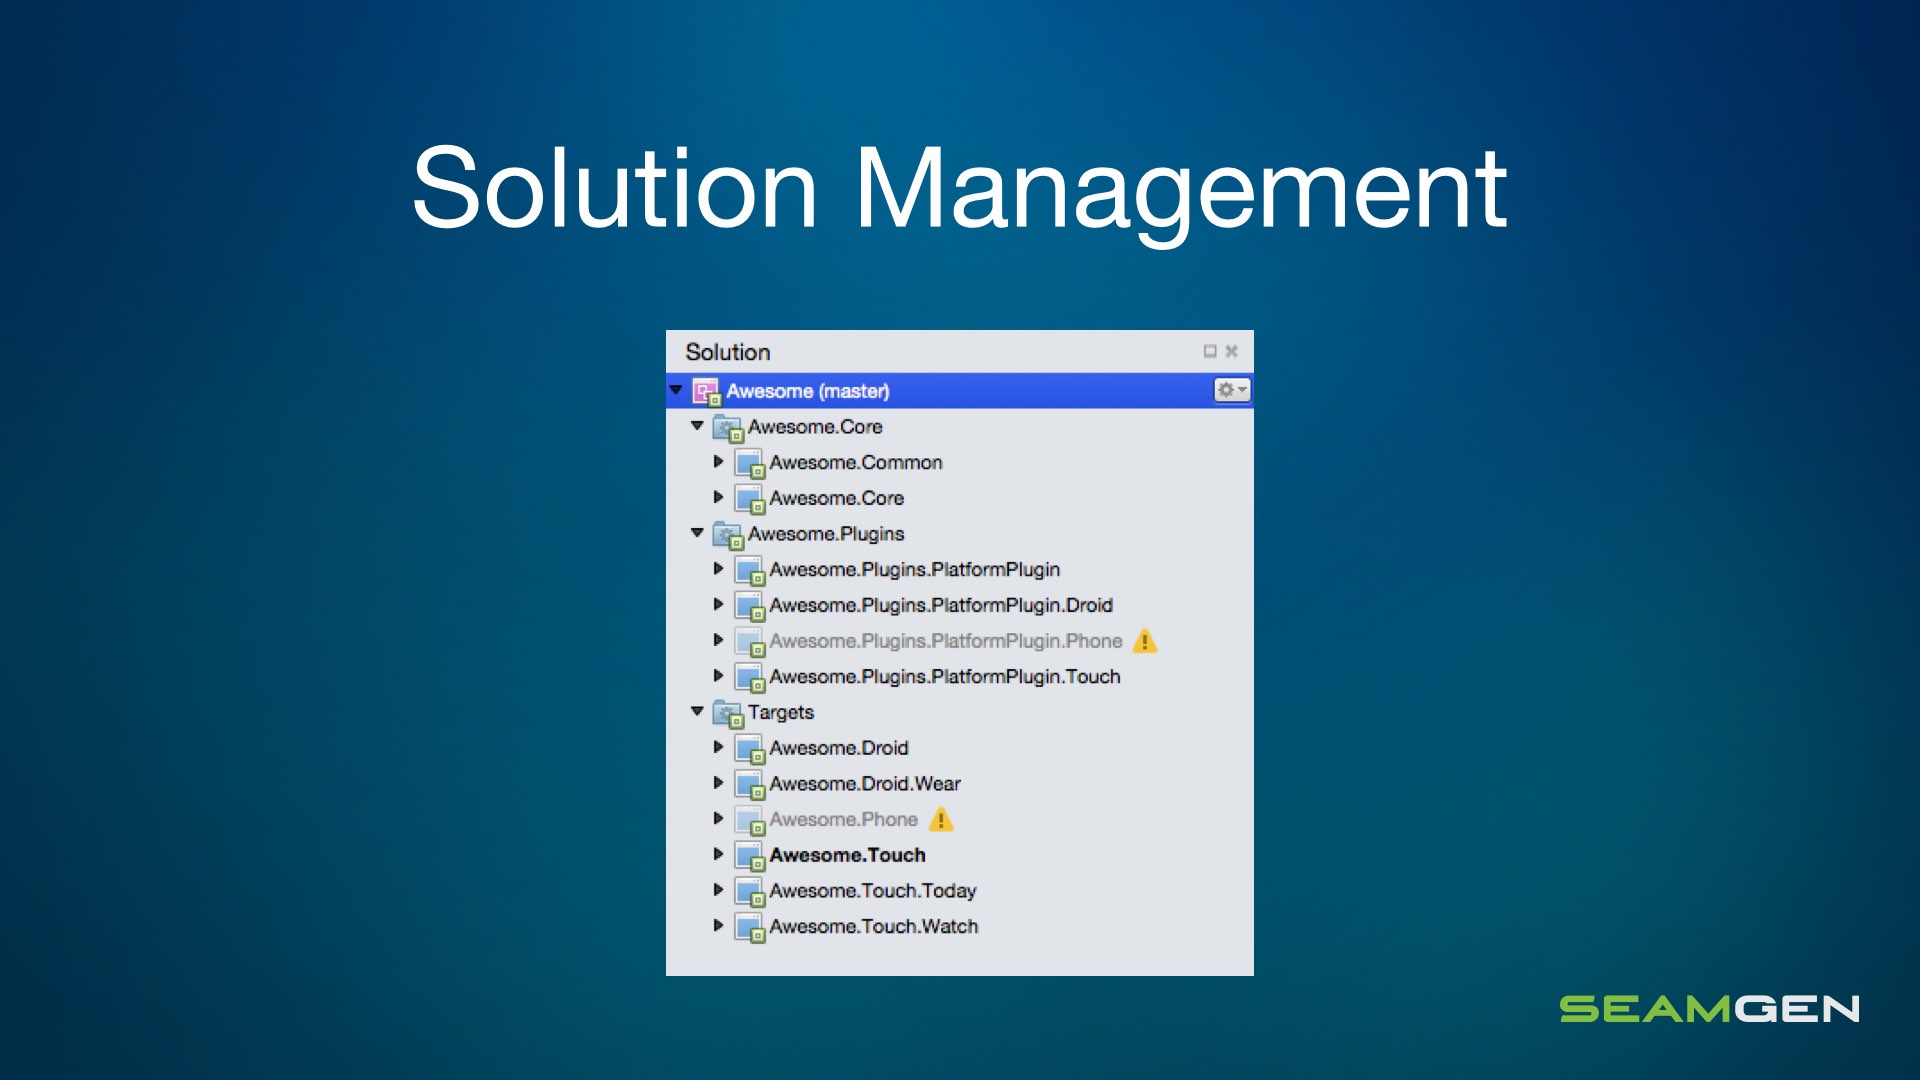 Solution Management
Solution
Awesome (master)
Awesome.Core
Awesome.Common
Awesome.Core
Awesome.Plugins
Awesome.Plugins.PlatformPlugin
Awesome.Plugins.PlatformPlugin.Droid
Awesome.Plugins.PlatformPlugin.Phone
Awesome.Plugins.PlatformPlugin.Touch
Targets
Awesome.Droid
Awesome.Droid.Wear
Awesome.Phone
Awesome.Touch
Awesome.Touch.Today
Awesome.Touch.Watch
SEAMGEN